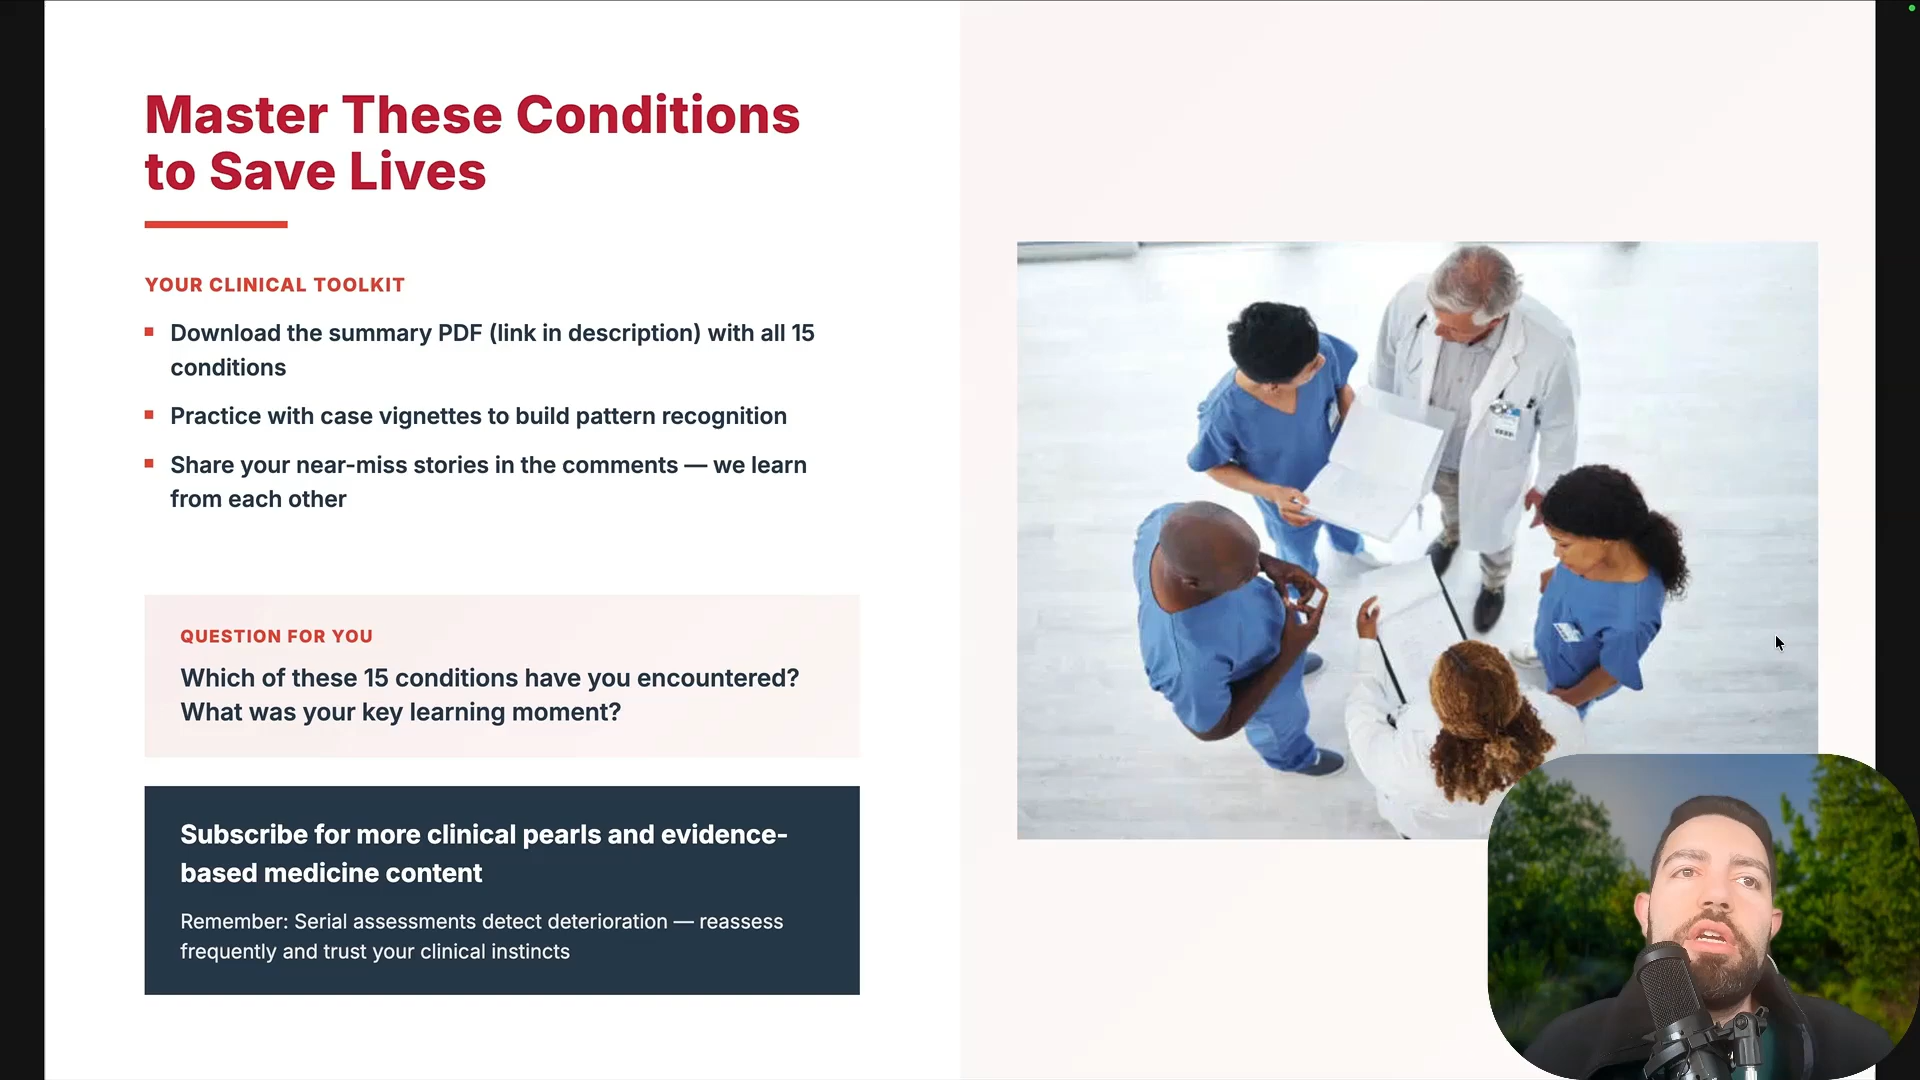 Master These Conditions
to Save Lives
YOUR CLINICAL TOOLKIT
Download the summary PDF (link in description) with all 15
conditions
Practice with case vignettes to build pattern recognition
Share your near-miss stories in the comments — we learn
from each other
QUESTION FOR YOU
Which of these 15 conditions have you encountered?
What was your key learning moment?
Subscribe for more clinical pearls and evidence-
based medicine content
Remember: Serial assessments detect deterioration — reassess
frequently and trust your clinical instincts